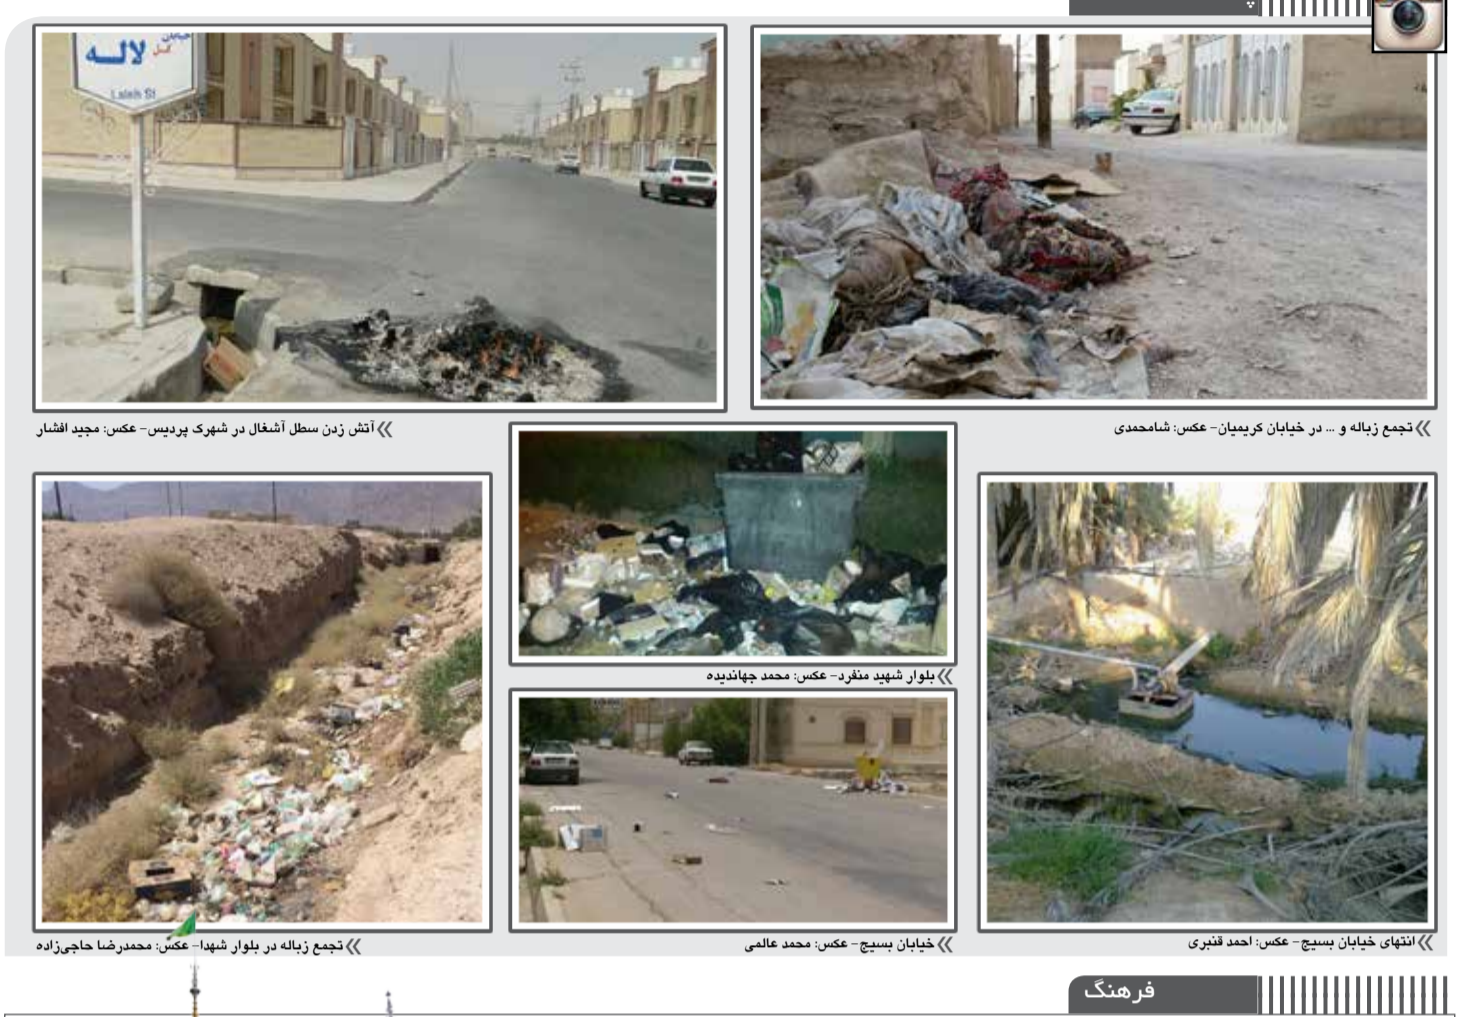 خیابان گل لاله
Laleh St
تجمع زباله و ... در خیابان کریمیان- عکس: شامحمدی
آتش زدن سطل آشغال در شهرک پردیس- عکس: مجید افشار
بلوار شهید منفرد- عکس: محمد جهاندیده
انتهای خیابان بسیج- عکس: احمد قنبری
خیابان بسیج- عکس: محمد عالمی
تجمع زباله در بلوار شهدا- عکس: محمدرضا حاجی‌زاده
فرهنگ